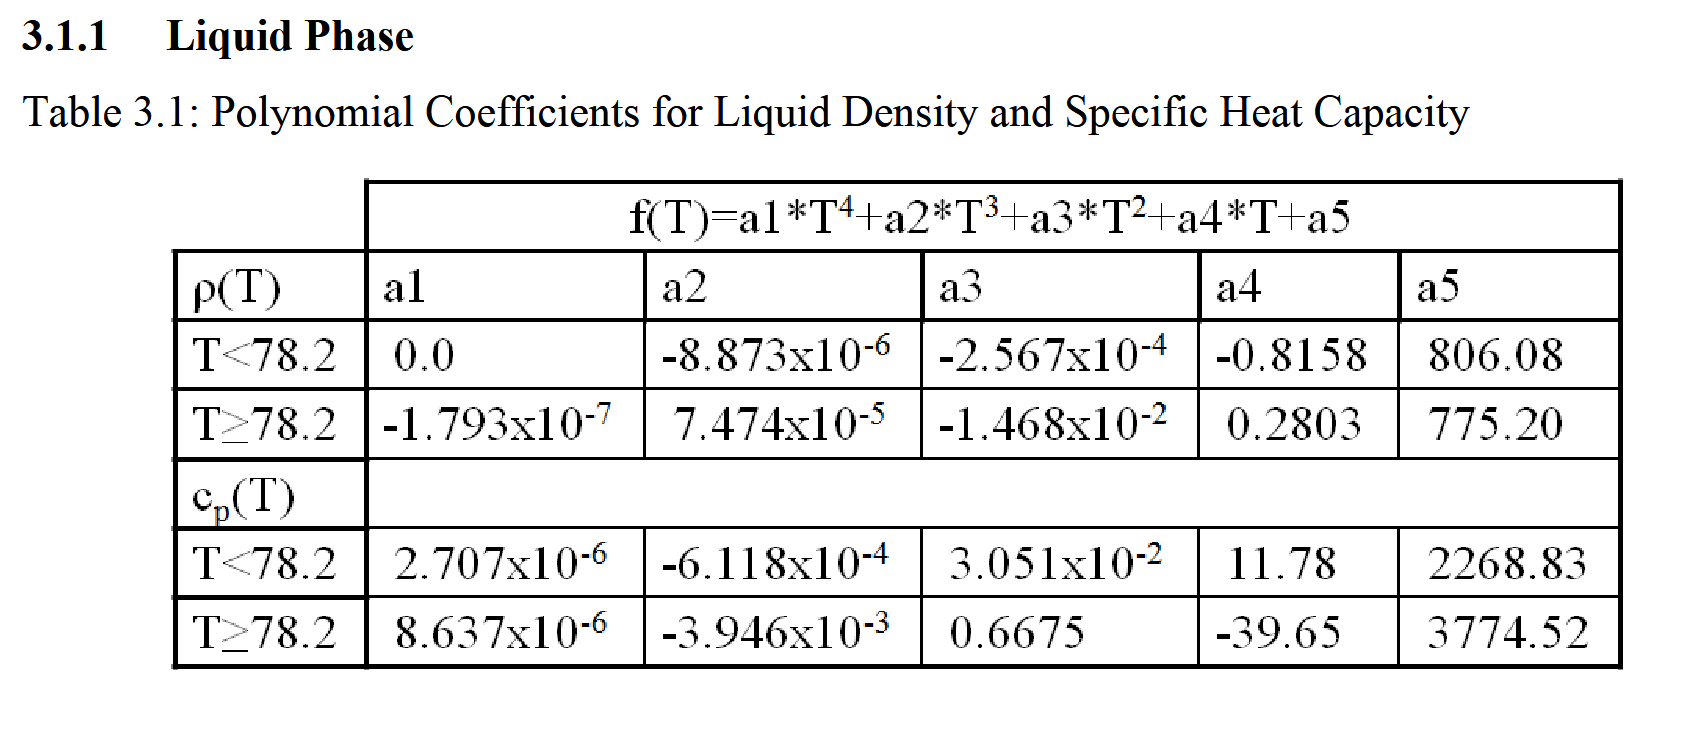 3.1.1 Liquid Phase
Table 3.1: Polynomial Coefficients for Liquid Density and Specific Heat Capacity
f(T)=a1*T⁴+a2*T³+a3*T²+a4*T+a5
ρ(T) a1 a2 a3 a4 a5
T<78.2 0.0 -8.873x10⁻⁶ -2.567x10⁻⁴ -0.8158 806.08
T≥78.2 -1.793x10⁻⁷ 7.474x10⁻⁵ -1.468x10⁻² 0.2803 775.20
cₚ(T)
T<78.2 2.707x10⁻⁶ -6.118x10⁻⁴ 3.051x10⁻² 11.78 2268.83
T≥78.2 8.637x10⁻⁶ -3.946x10⁻³ 0.6675 -39.65 3774.52